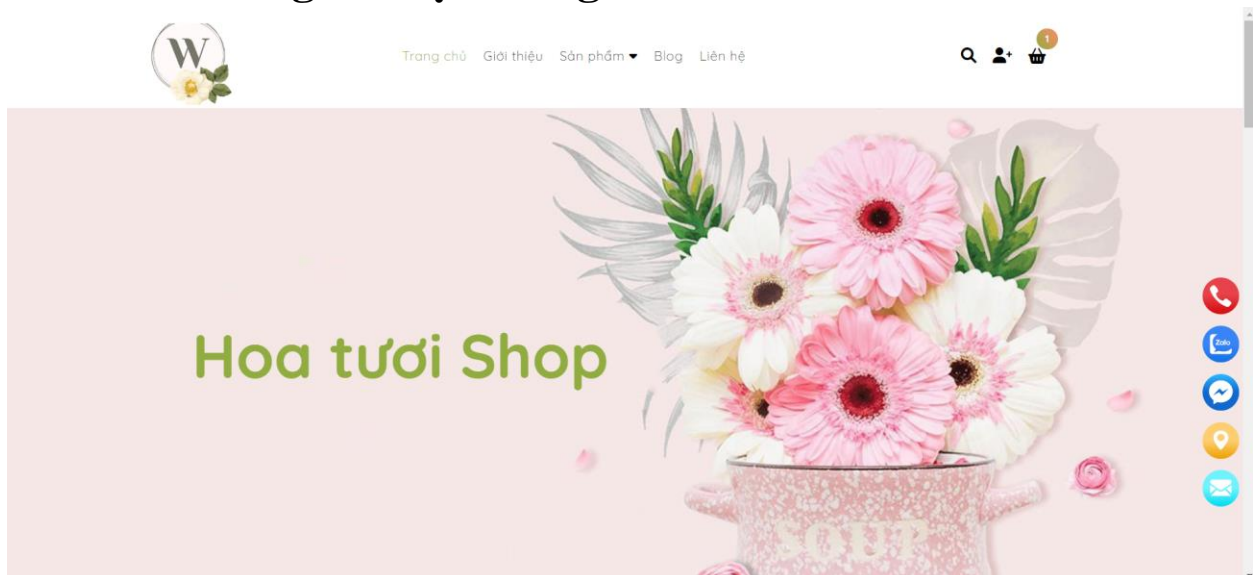 W
Trang chủ Giới thiệu Sản phẩm Blog Liên hệ
1
Hoa tươi Shop
Zalo
SOUP